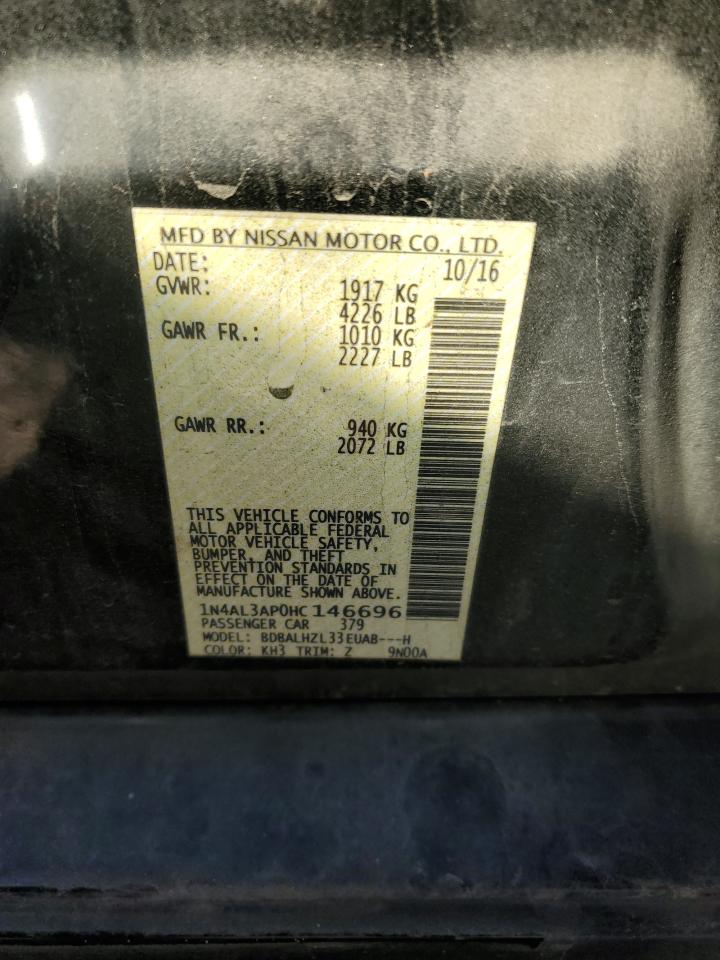 MFD BY NISSAN MOTOR CO., LTD.
DATE: 10/16
GVWR: 1917 KG
4226 LB
GAWR FR.: 1010 KG
2227 LB
GAWR RR.: 940 KG
2072 LB
THIS VEHICLE CONFORMS TO
ALL APPLICABLE FEDERAL
MOTOR VEHICLE SAFETY,
BUMPER, AND THEFT
PREVENTION STANDARDS IN
EFFECT ON THE DATE OF
MANUFACTURE SHOWN ABOVE.
1N4AL3AP0HC146696
PASSENGER CAR 379
MODEL: BDBALHZL33EUAB---H
COLOR: KH3 TRIM: Z 9N00A